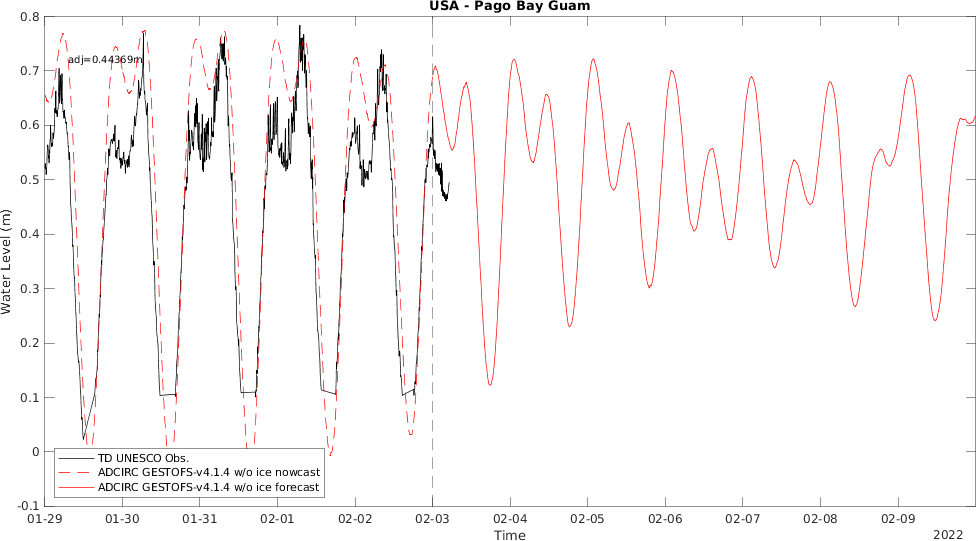 USA - Pago Bay Guam
adj=0.44369m
Water Level (m)
0.8
0.7
0.6
0.5
0.4
0.3
0.2
0.1
0
-0.1
TD UNESCO Obs.
ADCIRC GESTOFS-v4.1.4 w/o ice nowcast
ADCIRC GESTOFS-v4.1.4 w/o ice forecast
01-29 01-30 01-31 02-01 02-02 02-03 02-04 02-05 02-06 02-07 02-08 02-09
Time
2022